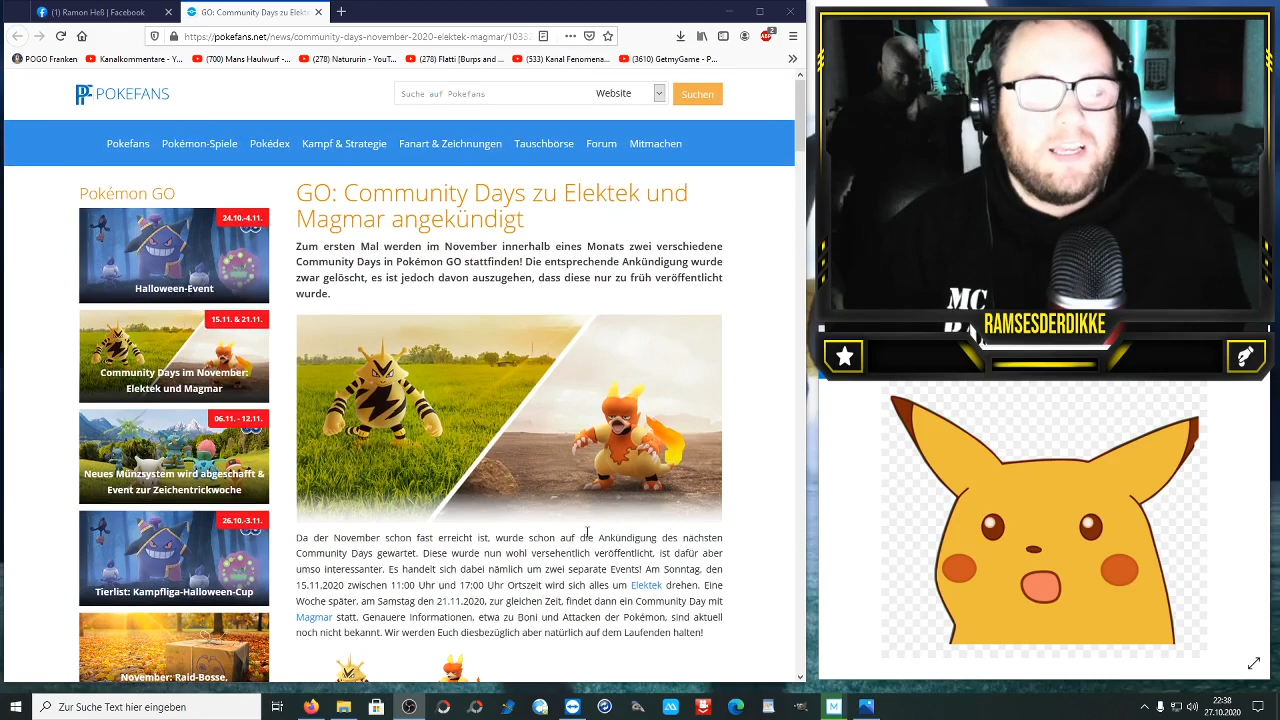 (1) Ramon Heß | Facebook
GO: Community Days zu Elekt
https://pokefans.net/news/community-days-november-2020-elektek-magmar/1033
2
POGO Franken
Kanalkommentare - Y...
(700) Mans Haulwurf -...
(278) Natururin - YouT...
(278) Flatti [Burps and ...
(533) Kanal Fenomena...
(3610) GetmyGame - P...
POKEFANS
Suche auf Pokefans
Website
Suchen
Pokefans
Pokémon-Spiele
Pokédex
Kampf & Strategie
Fanart & Zeichnungen
Tauschbörse
Forum
Mitmachen
Pokémon GO
24.10.-4.11.
Halloween-Event
15.11. & 21.11.
Community Days im November:
Elektek und Magmar
06.11. - 12.11.
Neues Münzsystem wird abgeschafft &
Event zur Zeichentrickwoche
26.10.-3.11.
Tierlist: Kampfliga-Halloween-Cup
November: Raid-Bosse,
GO: Community Days zu Elektek und
Magmar angekündigt
Zum ersten Mal werden im November innerhalb eines Monats zwei verschiedene
Community Days in Pokémon GO stattfinden! Die entsprechende Ankündigung wurde
zwar gelöscht, es ist jedoch davon auszugehen, dass diese nur zu früh veröffentlicht
wurde.
Da der November schon fast erreicht ist, wurde schon auf die Ankündigung des nächsten
Community Days gewartet. Diese wurde nun wohl versehentlich veröffentlicht, ist dafür aber
umso interessanter. Es handelt sich dabei nämlich um zwei separate Events! Am Sonntag, den
15.11.2020 zwischen 11:00 Uhr und 17:00 Uhr Ortszeit wird sich alles um Elektek drehen. Eine
Woche später, am Samstag den 21.11.2020, zur gleichen Zeit, findet dann ein Community Day mit
Magmar statt. Genauere Informationen, etwa zu Boni und Attacken der Pokémon, sind aktuell
noch nicht bekannt. Wir werden Euch diesbezüglich aber natürlich auf dem Laufenden halten!
MC
RAMSESDERDIKKE
Zur Suche Text hier eingeben
22:38
27.10.2020